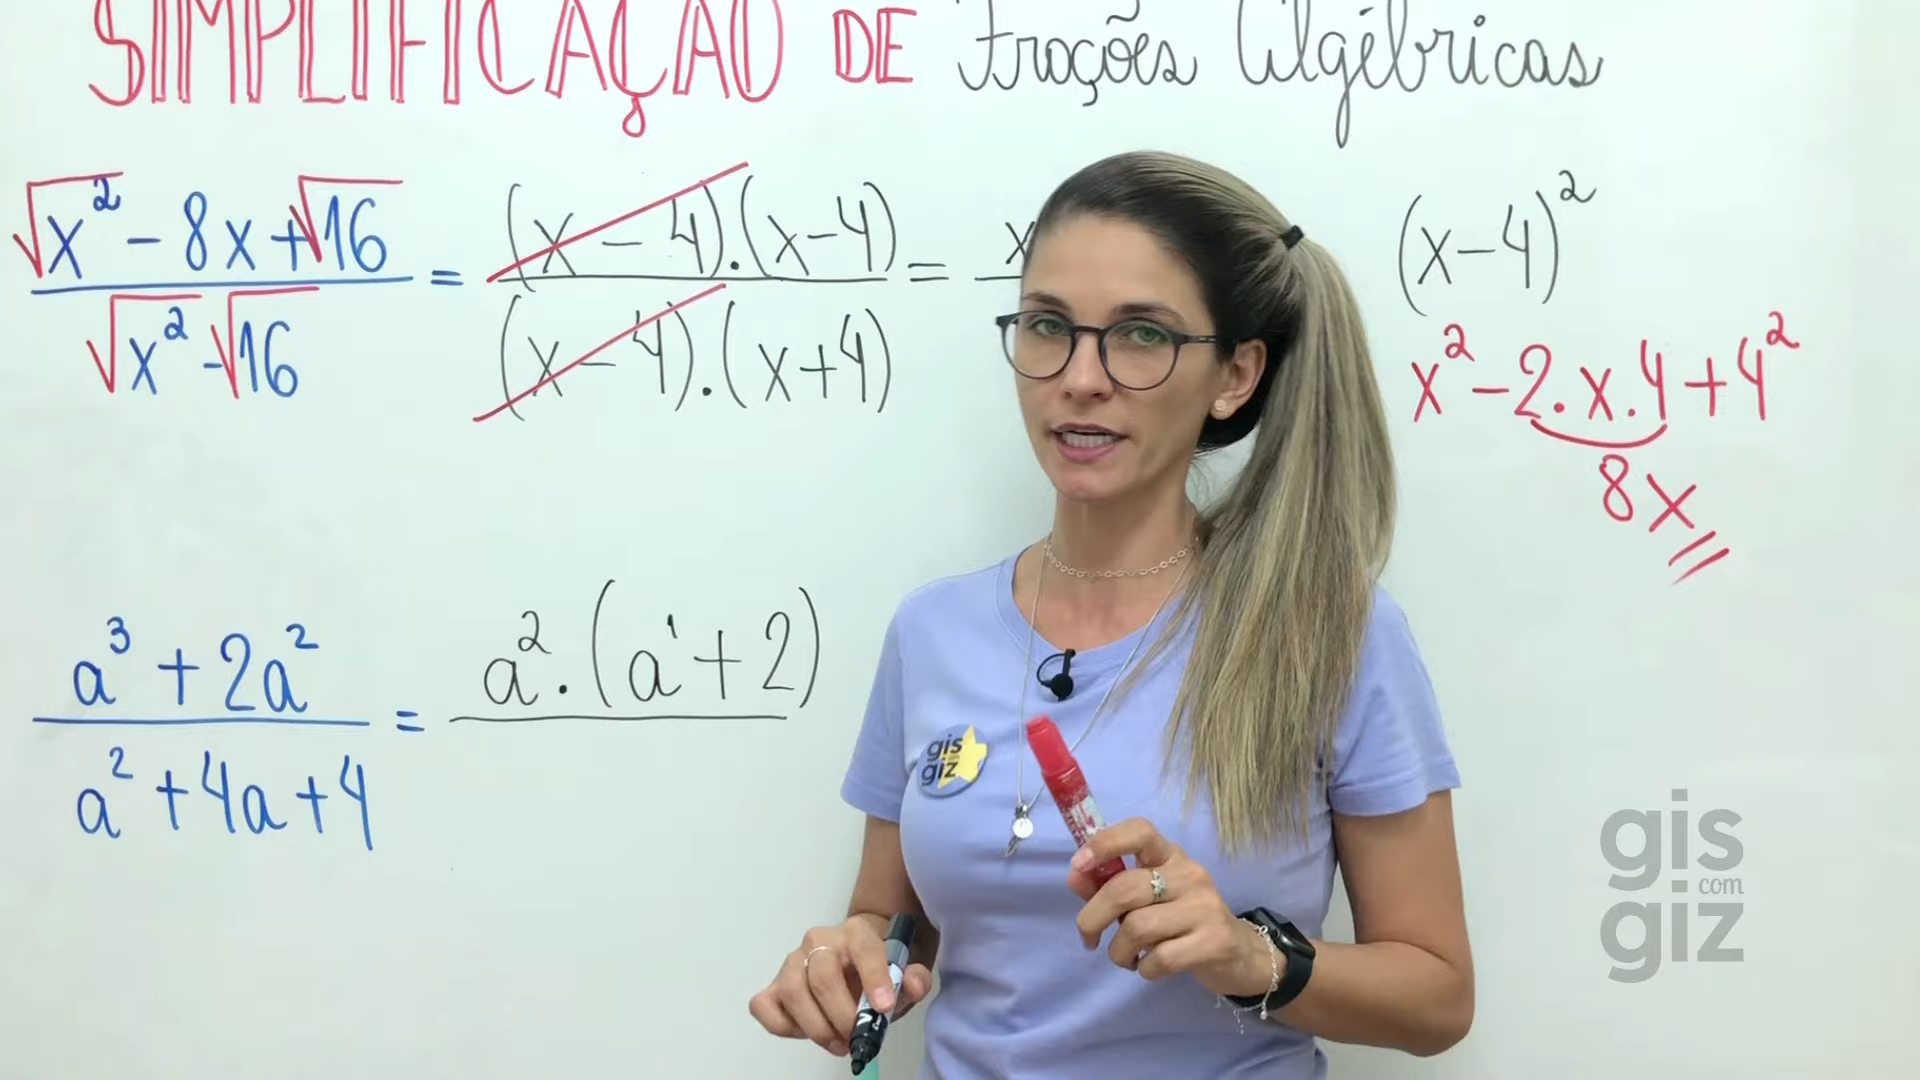 SIMPLIFICAÇÃO DE Frações Algébricas
√x² - 8x + √16 / √x² - √16 = (x - 4).(x - 4) / (x - 4).(x + 4) = x
(x - 4)²
x² - 2.x.4 + 4²
8x
a³ + 2a² / a² + 4a + 4 = a².(a¹ + 2)
gis
giz
gis
com
giz